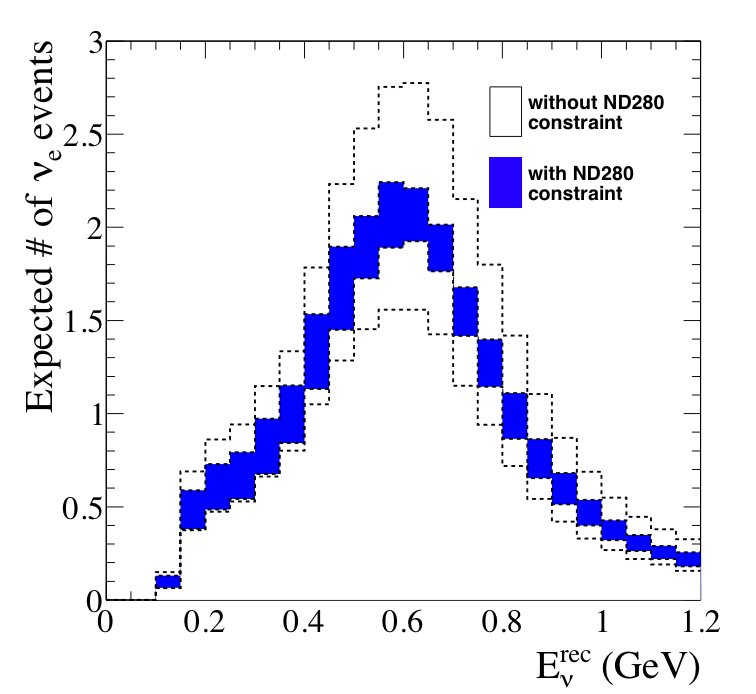 Expected # of νe events
3
2.5
2
1.5
1
0.5
0
without ND280
constraint
with ND280
constraint
0 0.2 0.4 0.6 0.8 1 1.2
Eνrec (GeV)